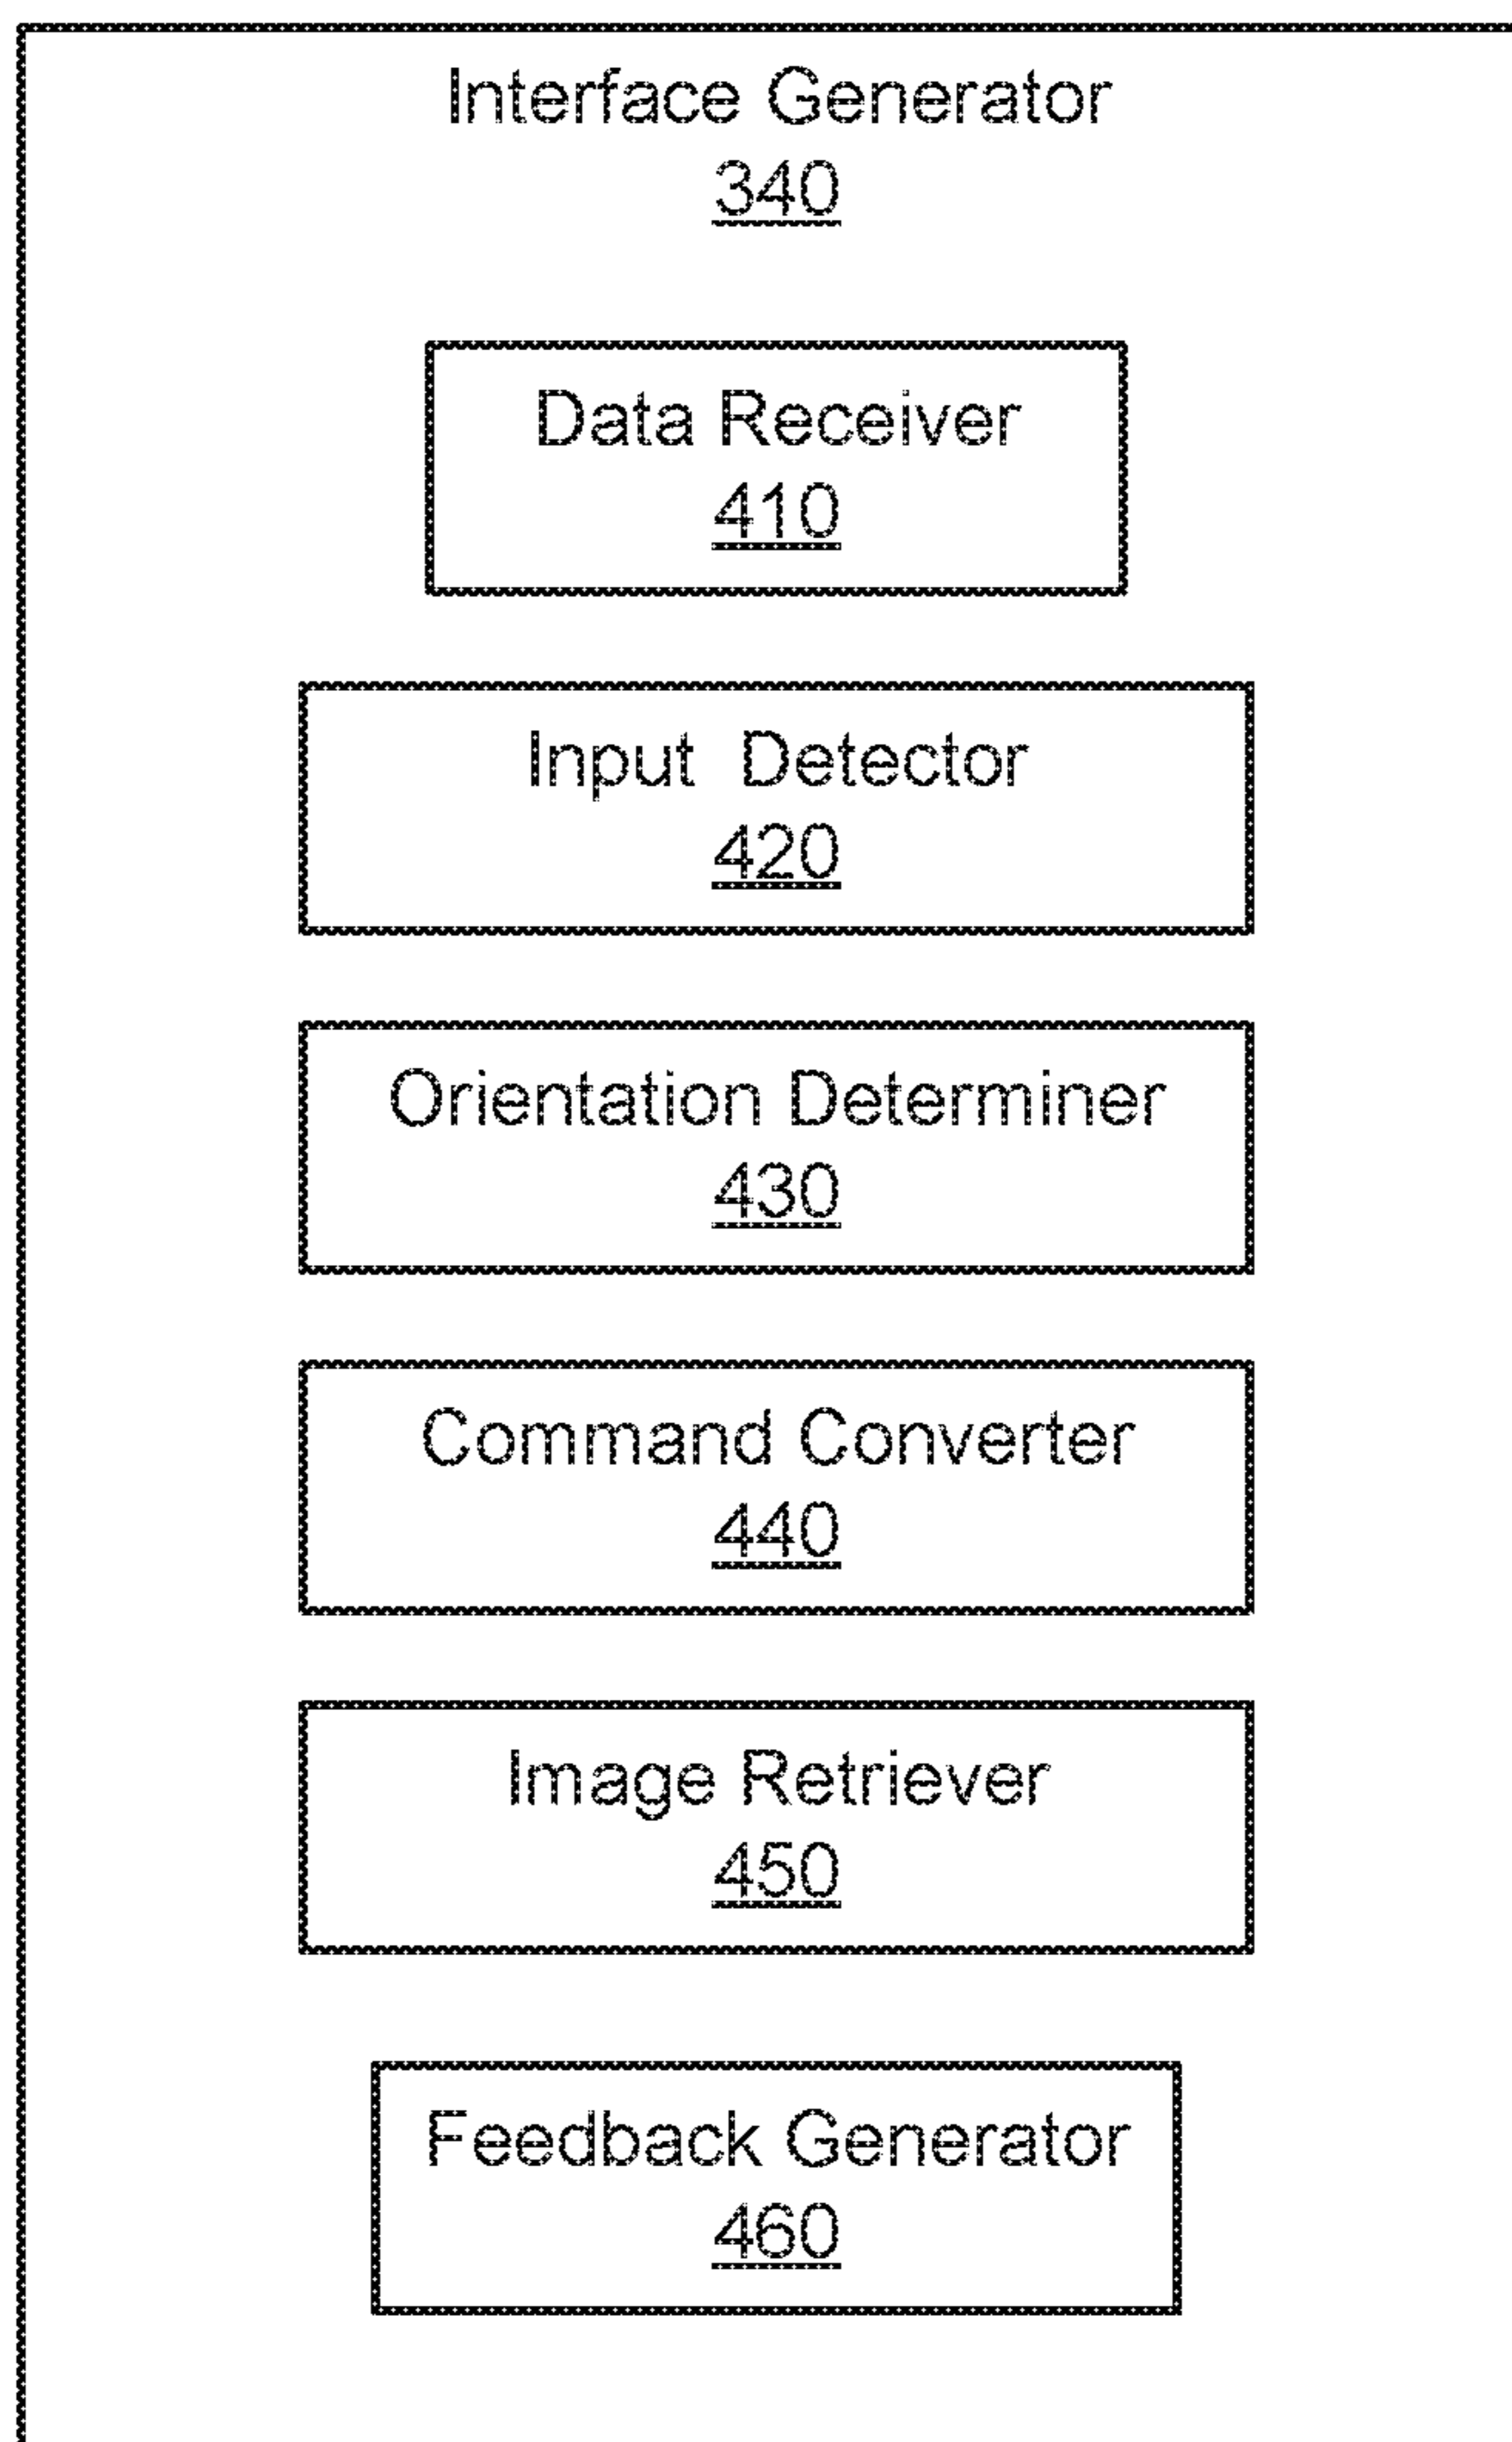 Interface Generator
340
Data Receiver
410
Input Detector
420
Orientation Determiner
430
Command Converter
440
Image Retriever
450
Feedback Generator
460